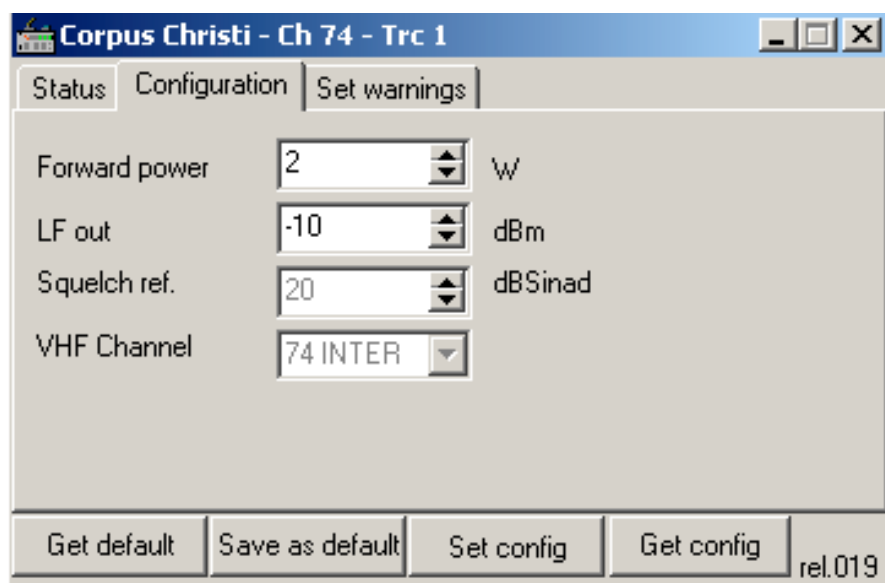 Corpus Christi - Ch 74 - Trc 1
Status Configuration Set warnings
Forward power 2 W
LF out -10 dBm
Squelch ref. 20 dBSinad
VHF Channel 74 INTER
Get default Save as default Set config Get config rel.019